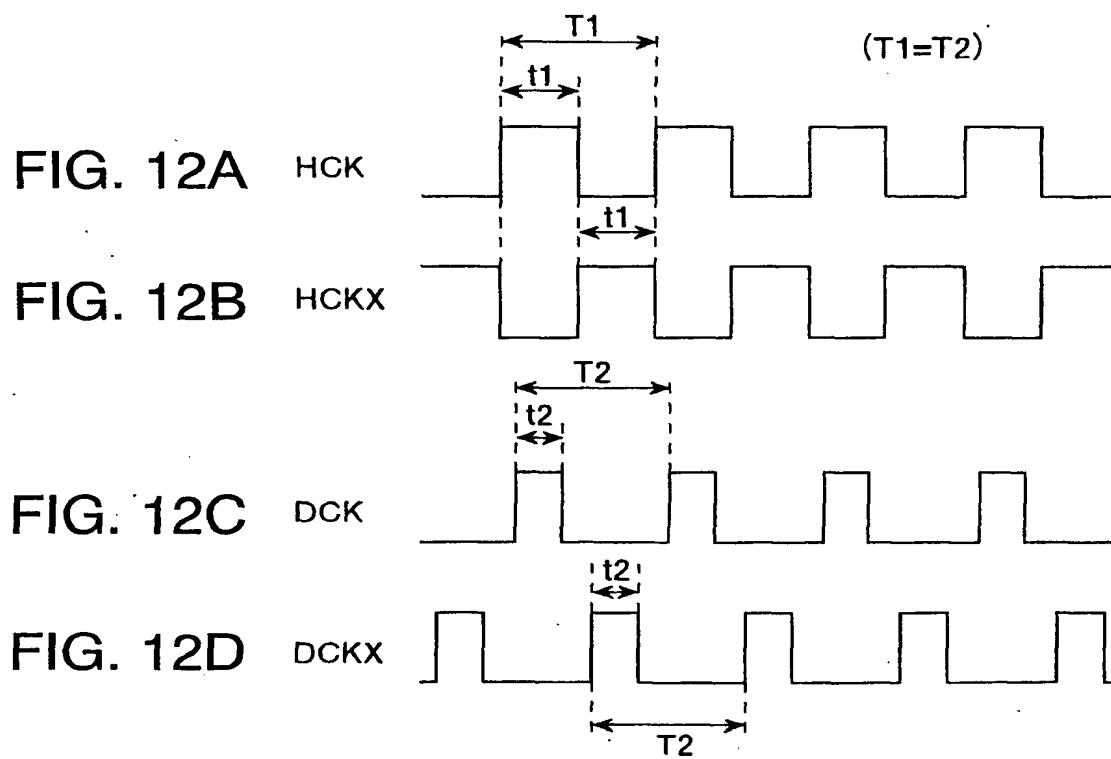 T1
(T1=T2)
t1
FIG. 12A HCK
t1
FIG. 12B HCKX
T2
t2
FIG. 12C DCK
t2
FIG. 12D DCKX
T2